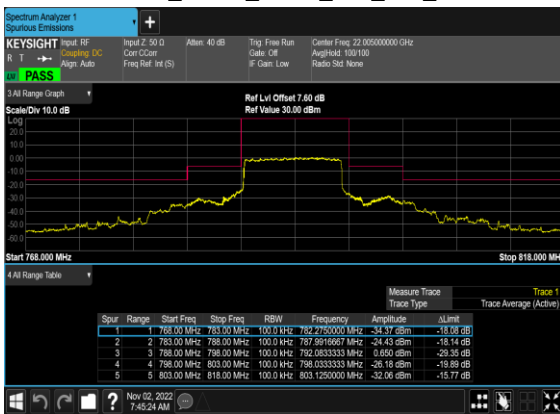 Spectrum Analyzer 1
Spurious Emissions
KEYSIGHT Input: RF Input Z: 50 Ω Atten: 40 dB Trig: Free Run Center Freq: 22.005000000 GHz
R T Coupling: DC Corr CCorr Gate: Off Avg|Hold: 100/100
Align: Auto Freq Ref: Int (S) IF Gain: Low Radio Std: None
LV PASS
3 All Range Graph
Ref Lvl Offset 7.60 dB
Scale/Div 10.0 dB Ref Value 30.00 dBm
Log
20.0
10.0
0.00
-10.0
-20.0
-30.0
-40.0
-50.0
-60.0
Start 768.000 MHz Stop 818.000 MH
4 All Range Table
Measure Trace Trace 1
Trace Type Trace Average (Active)
Spur Range Start Freq Stop Freq RBW Frequency Amplitude ΔLimit
1 1 768.00 MHz 783.00 MHz 100.0 kHz 782.2750000 MHz -34.37 dBm -18.08 dB
2 2 783.00 MHz 788.00 MHz 100.0 kHz 787.9916667 MHz -24.43 dBm -18.14 dB
3 3 788.00 MHz 798.00 MHz 100.0 kHz 792.0833333 MHz 0.650 dBm -29.35 dB
4 4 798.00 MHz 803.00 MHz 100.0 kHz 798.0333333 MHz -26.18 dBm -19.89 dB
5 5 803.00 MHz 818.00 MHz 100.0 kHz 803.1250000 MHz -32.06 dBm -15.77 dB
Nov 02, 2022
7:45:24 AM